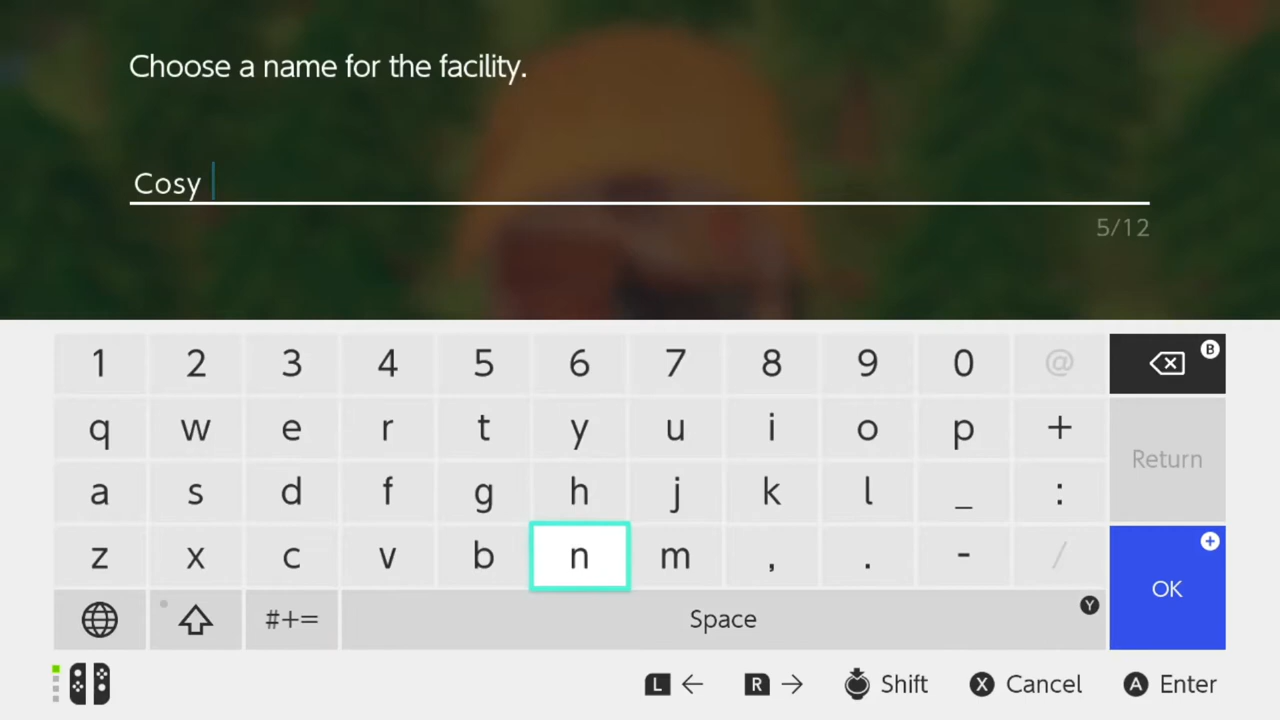 Choose a name for the facility.
Cosy
5/12
1 2 3 4 5 6 7 8 9 0 @ B
q w e r t y u i o p + Return
a s d f g h j k l _ :
z x c v b n m , . - / + OK
#+= Space Y
L ← R → Shift X Cancel A Enter